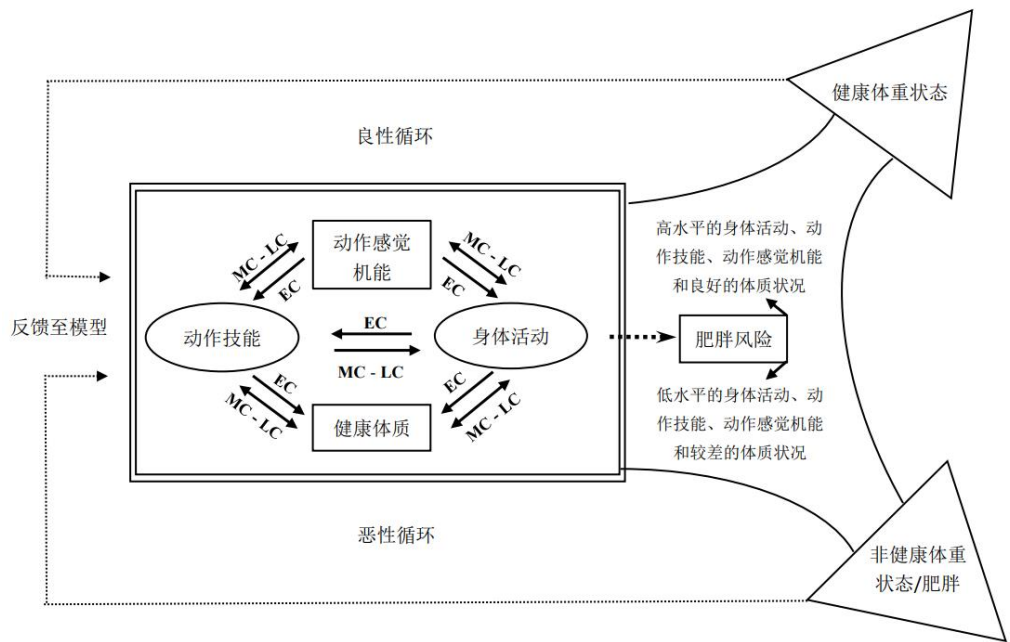 健康体重状态
良性循环
动作感觉
机能
MC - LC
EC
MC - LC
EC
高水平的身体活动、动
作技能、动作感觉机能
和良好的体质状况
反馈至模型
动作技能
EC
MC - LC
身体活动
肥胖风险
EC
MC - LC
健康体质
EC
MC - LC
低水平的身体活动、动
作技能、动作感觉机能
和较差的体质状况
恶性循环
非健康体重
状态/肥胖